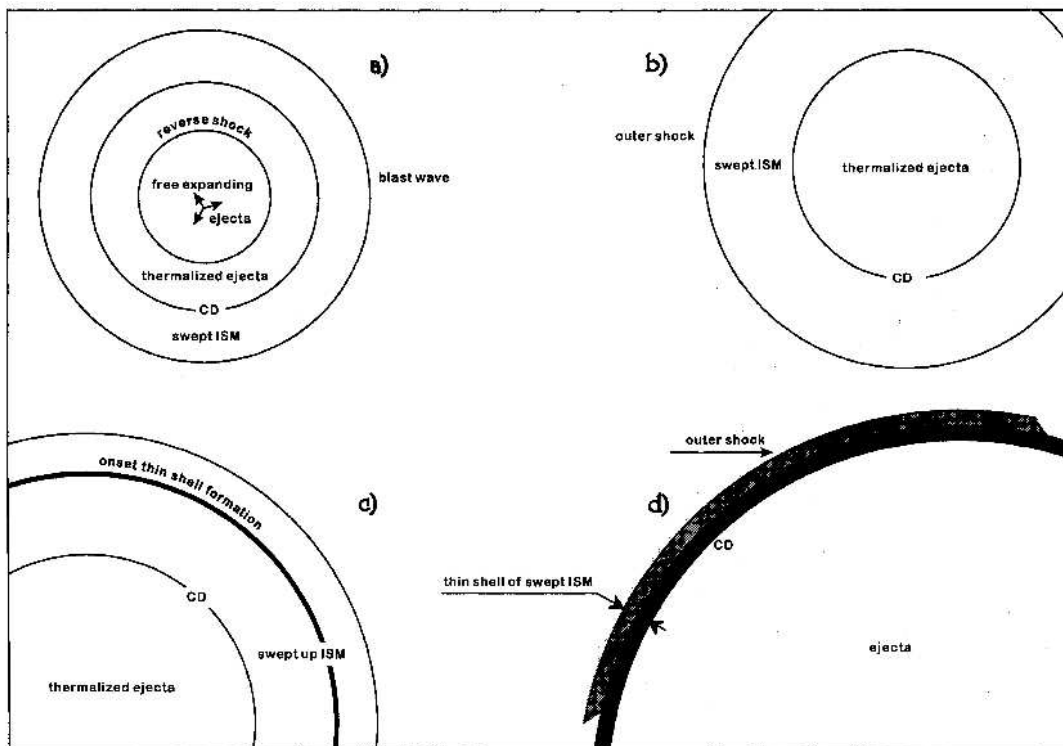 a)
reverse shock
free expanding
ejecta
blast wave
thermalized ejecta
CD
swept ISM
b)
outer shock
swept ISM
thermalized ejecta
CD
c)
onset thin shell formation
CD
swept up ISM
thermalized ejecta
d)
outer shock
CD
thin shell of swept ISM
ejecta